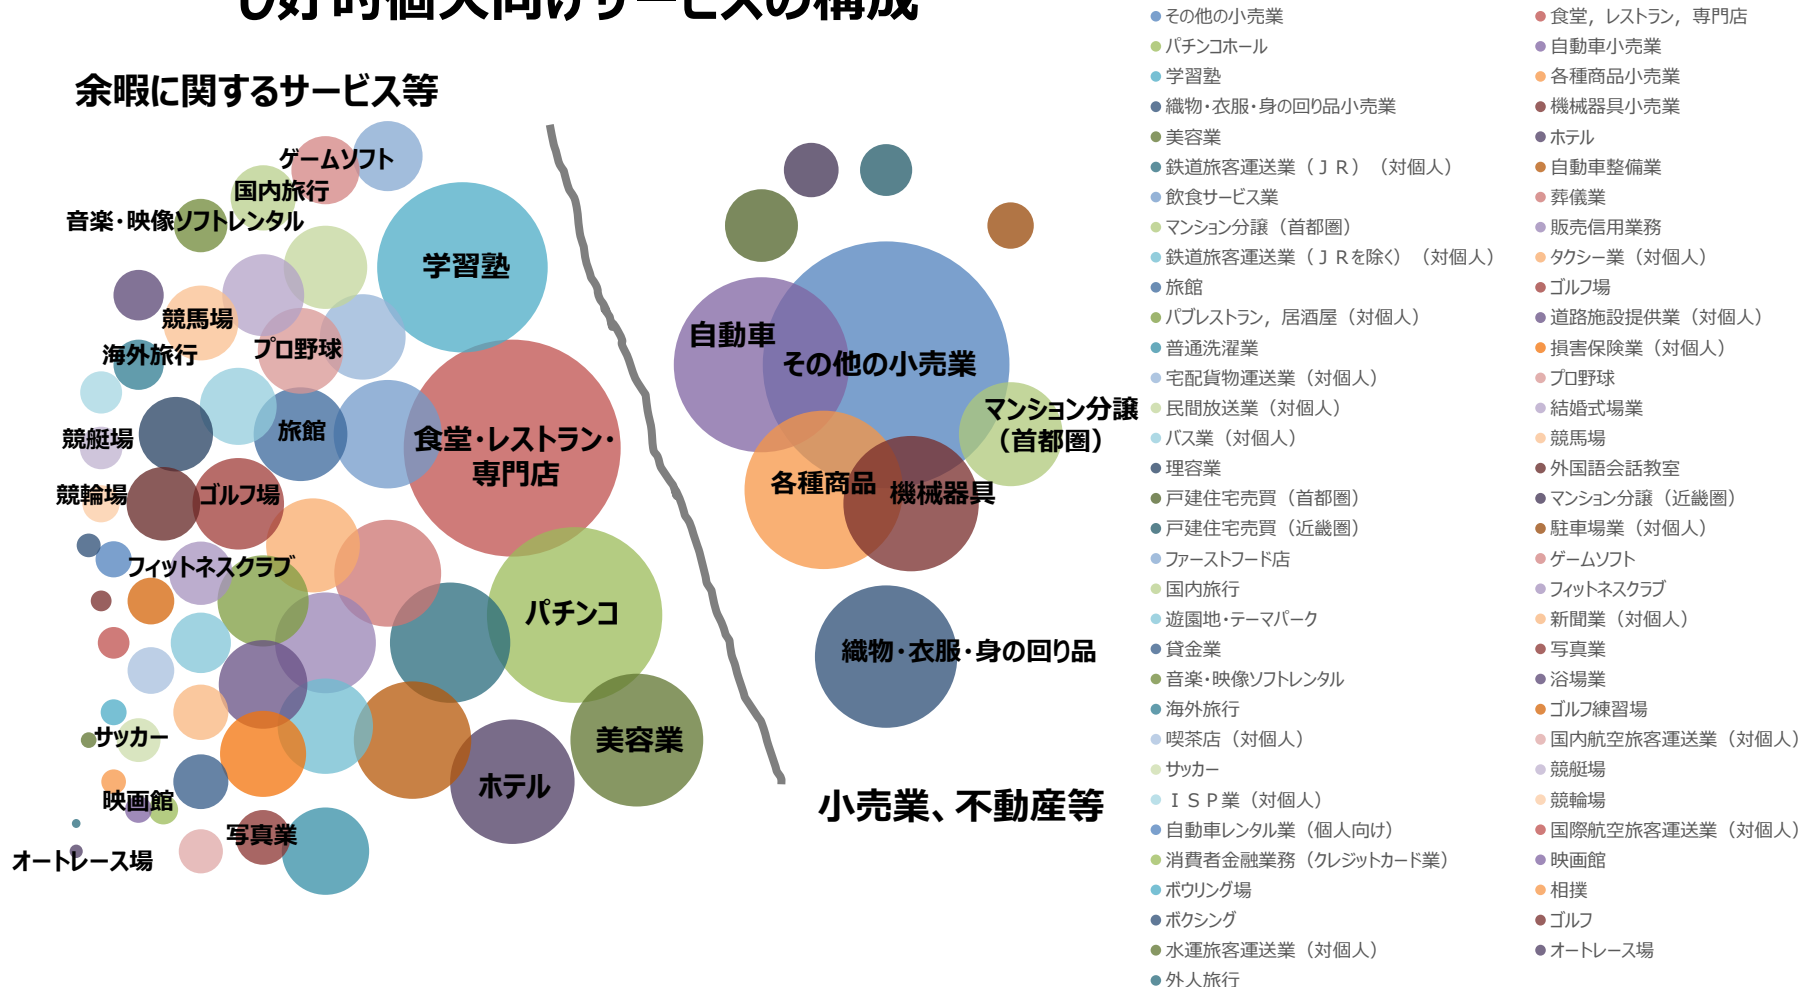 し好的個人向けサービスの構成
余暇に関するサービス等
ゲームソフト
国内旅行
音楽・映像ソフトレンタル
学習塾
競馬場
海外旅行
プロ野球
競艇場
旅館
食堂・レストラン・
専門店
競輪場
ゴルフ場
フィットネスクラブ
パチンコ
サッカー
美容業
ホテル
映画館
写真業
オートレース場
自動車
その他の小売業
マンション分譲
（首都圏）
各種商品
機械器具
織物・衣服・身の回り品
小売業、不動産等
その他の小売業
食堂，レストラン，専門店
パチンコホール
自動車小売業
学習塾
各種商品小売業
織物・衣服・身の回り品小売業
機械器具小売業
美容業
ホテル
鉄道旅客運送業（ＪＲ）（対個人）
自動車整備業
飲食サービス業
葬儀業
マンション分譲（首都圏）
販売信用業務
鉄道旅客運送業（ＪＲを除く）（対個人）
タクシー業（対個人）
旅館
ゴルフ場
パブレストラン，居酒屋（対個人）
道路施設提供業（対個人）
普通洗濯業
損害保険業（対個人）
宅配貨物運送業（対個人）
プロ野球
民間放送業（対個人）
結婚式場業
バス業（対個人）
競馬場
理容業
外国語会話教室
戸建住宅売買（首都圏）
マンション分譲（近畿圏）
戸建住宅売買（近畿圏）
駐車場業（対個人）
ファーストフード店
ゲームソフト
国内旅行
フィットネスクラブ
遊園地・テーマパーク
新聞業（対個人）
貸金業
写真業
音楽・映像ソフトレンタル
浴場業
海外旅行
ゴルフ練習場
喫茶店（対個人）
国内航空旅客運送業（対個人）
サッカー
競艇場
ＩＳＰ業（対個人）
競輪場
自動車レンタル業（個人向け）
国際航空旅客運送業（対個人）
消費者金融業務（クレジットカード業）
映画館
ボウリング場
相撲
ボクシング
ゴルフ
水運旅客運送業（対個人）
オートレース場
外人旅行